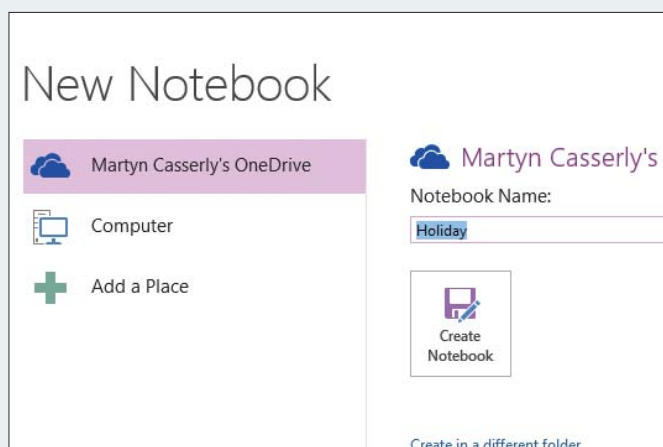 New Notebook
Martyn Casserly's OneDrive
Computer
Add a Place
Martyn Casserly's
Notebook Name:
Holiday
Create
Notebook
Create in a different folder